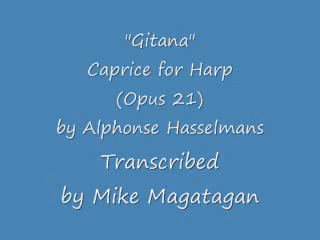 "Gitana"
Caprice for Harp
(Opus 21)
by Alphonse Hasselmans
Transcribed
by Mike Magatagan